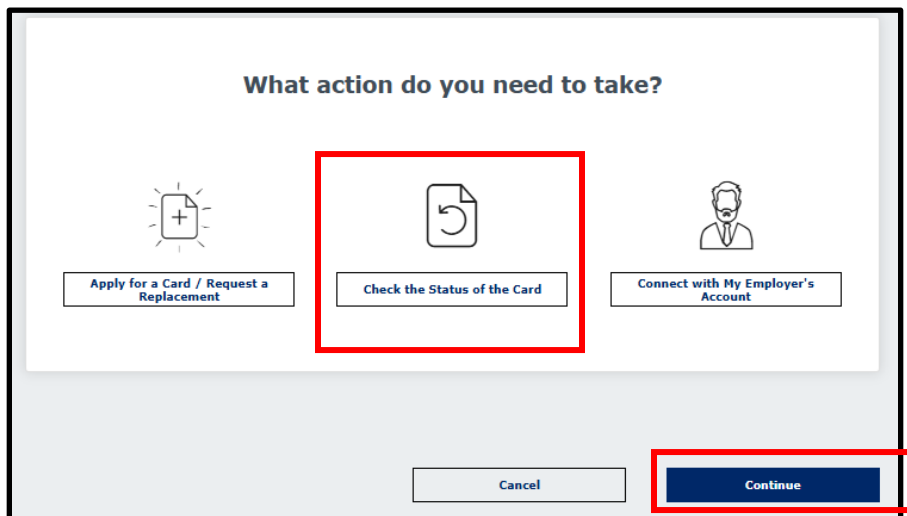 What action do you need to take?
Apply for a Card / Request a
Replacement
Check the Status of the Card
Connect with My Employer's
Account
Cancel
Continue